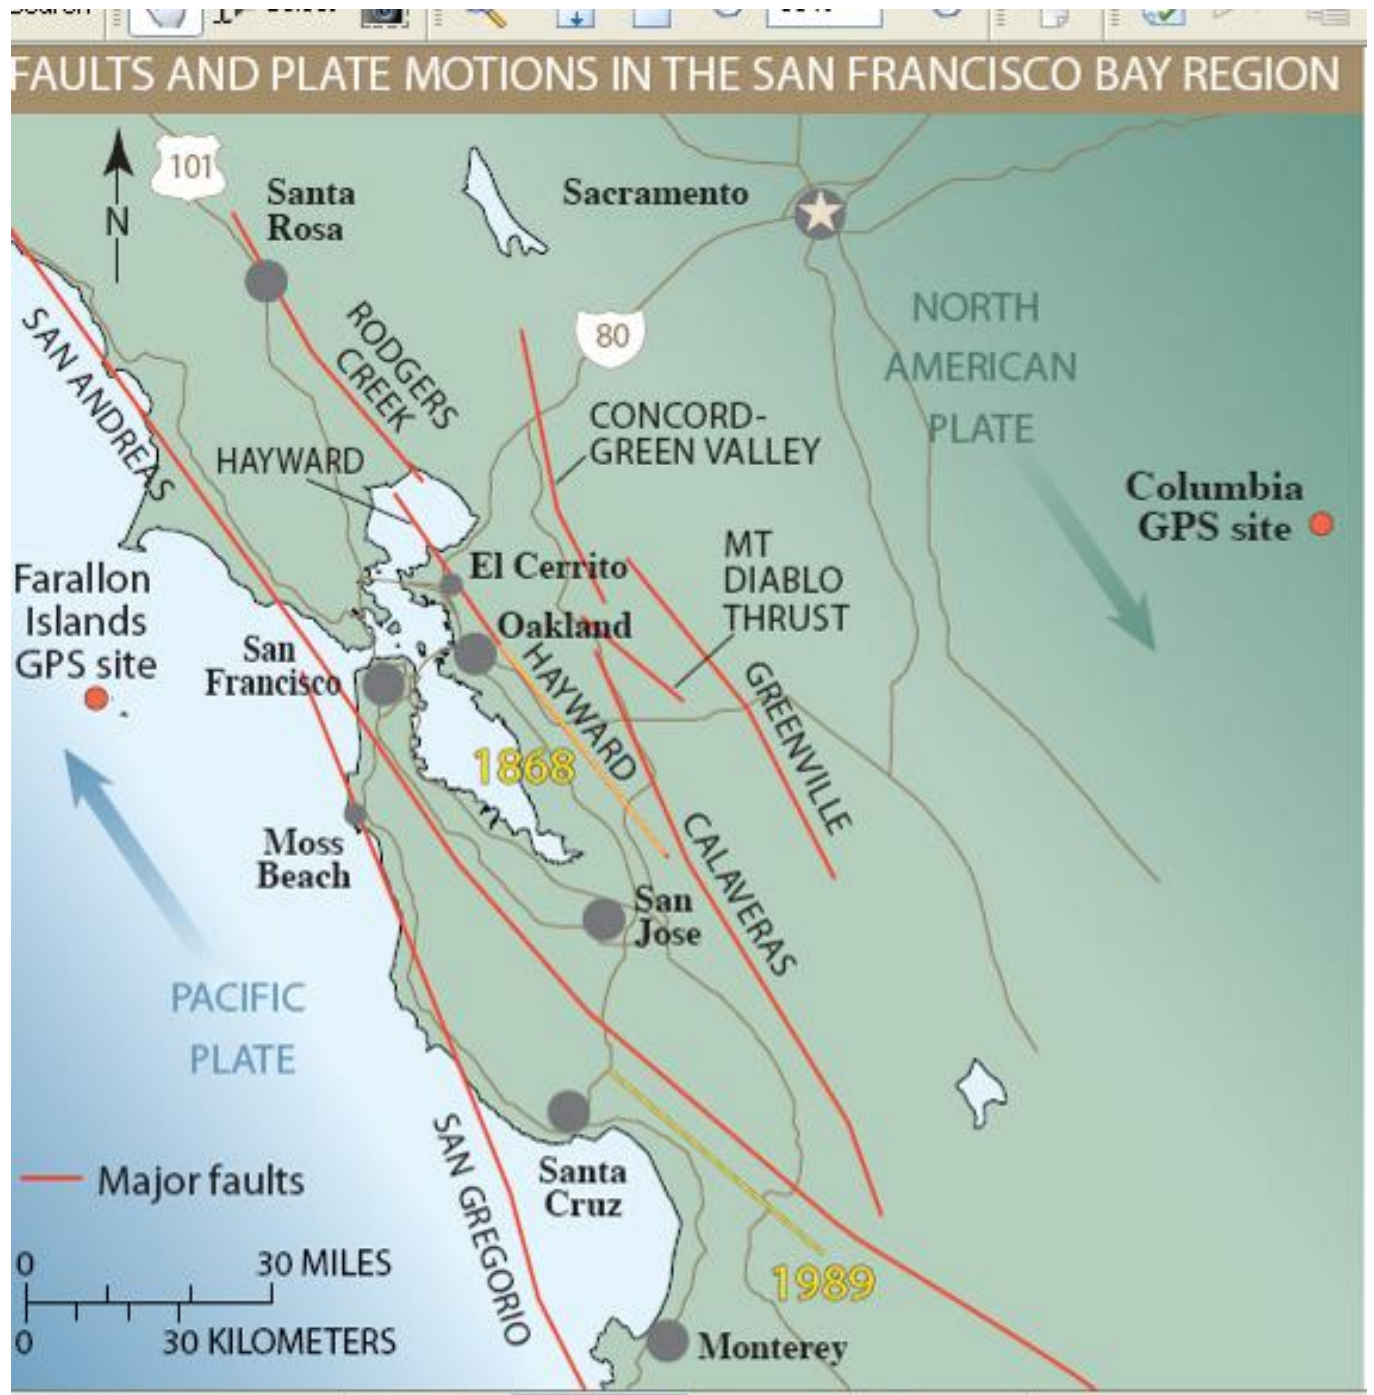 FAULTS AND PLATE MOTIONS IN THE SAN FRANCISCO BAY REGION
101
N
Santa
Rosa
Sacramento
80
NORTH
AMERICAN
PLATE
SAN ANDREAS
RODGERS
CREEK
HAYWARD
CONCORD-
GREEN VALLEY
Columbia
GPS site
MT
DIABLO
THRUST
El Cerrito
Oakland
Farallon
Islands
GPS site
San
Francisco
HAYWARD
GREENVILLE
1868
Moss
Beach
CALAVERAS
San
Jose
PACIFIC
PLATE
SAN GREGORIO
Santa
Cruz
Major faults
1989
0
30 MILES
0
30 KILOMETERS
Monterey